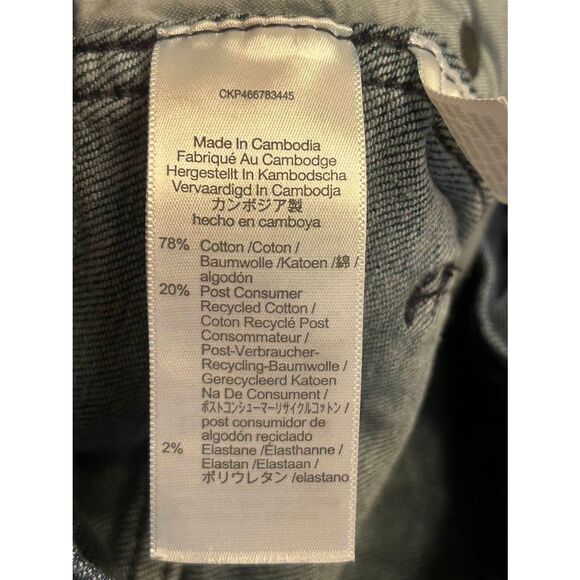 CKP466783445
Made In Cambodia
Fabriqué Au Cambodge
Hergestellt In Kambodscha
Vervaardigd In Cambodja
カンボジア製
hecho en camboya
78% Cotton /Coton /
Baumwolle /Katoen /綿 /
algodón
20% Post Consumer
Recycled Cotton /
Coton Recyclé Post
Consommateur /
Post-Verbraucher-
Recycling-Baumwolle /
Gerecycleerd Katoen
Na De Consument /
ポストコンシューマーリサイクルコットン /
post consumidor de
algodón reciclado
2% Elastane /Élasthanne /
Elastan /Elastaan /
ポリウレタン /elastano